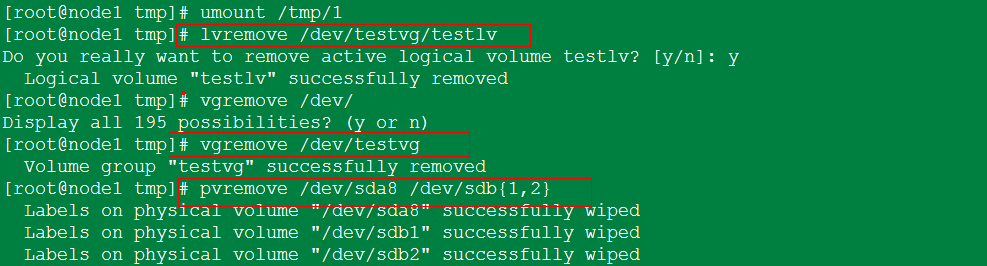 [root@node1 tmp]# umount /tmp/1
[root@node1 tmp]# lvremove /dev/testvg/testlv
Do you really want to remove active logical volume testlv? [y/n]: y
  Logical volume "testlv" successfully removed
[root@node1 tmp]# vgremove /dev/
Display all 195 possibilities? (y or n)
[root@node1 tmp]# vgremove /dev/testvg
  Volume group "testvg" successfully removed
[root@node1 tmp]# pvremove /dev/sda8 /dev/sdb{1,2}
  Labels on physical volume "/dev/sda8" successfully wiped
  Labels on physical volume "/dev/sdb1" successfully wiped
  Labels on physical volume "/dev/sdb2" successfully wiped